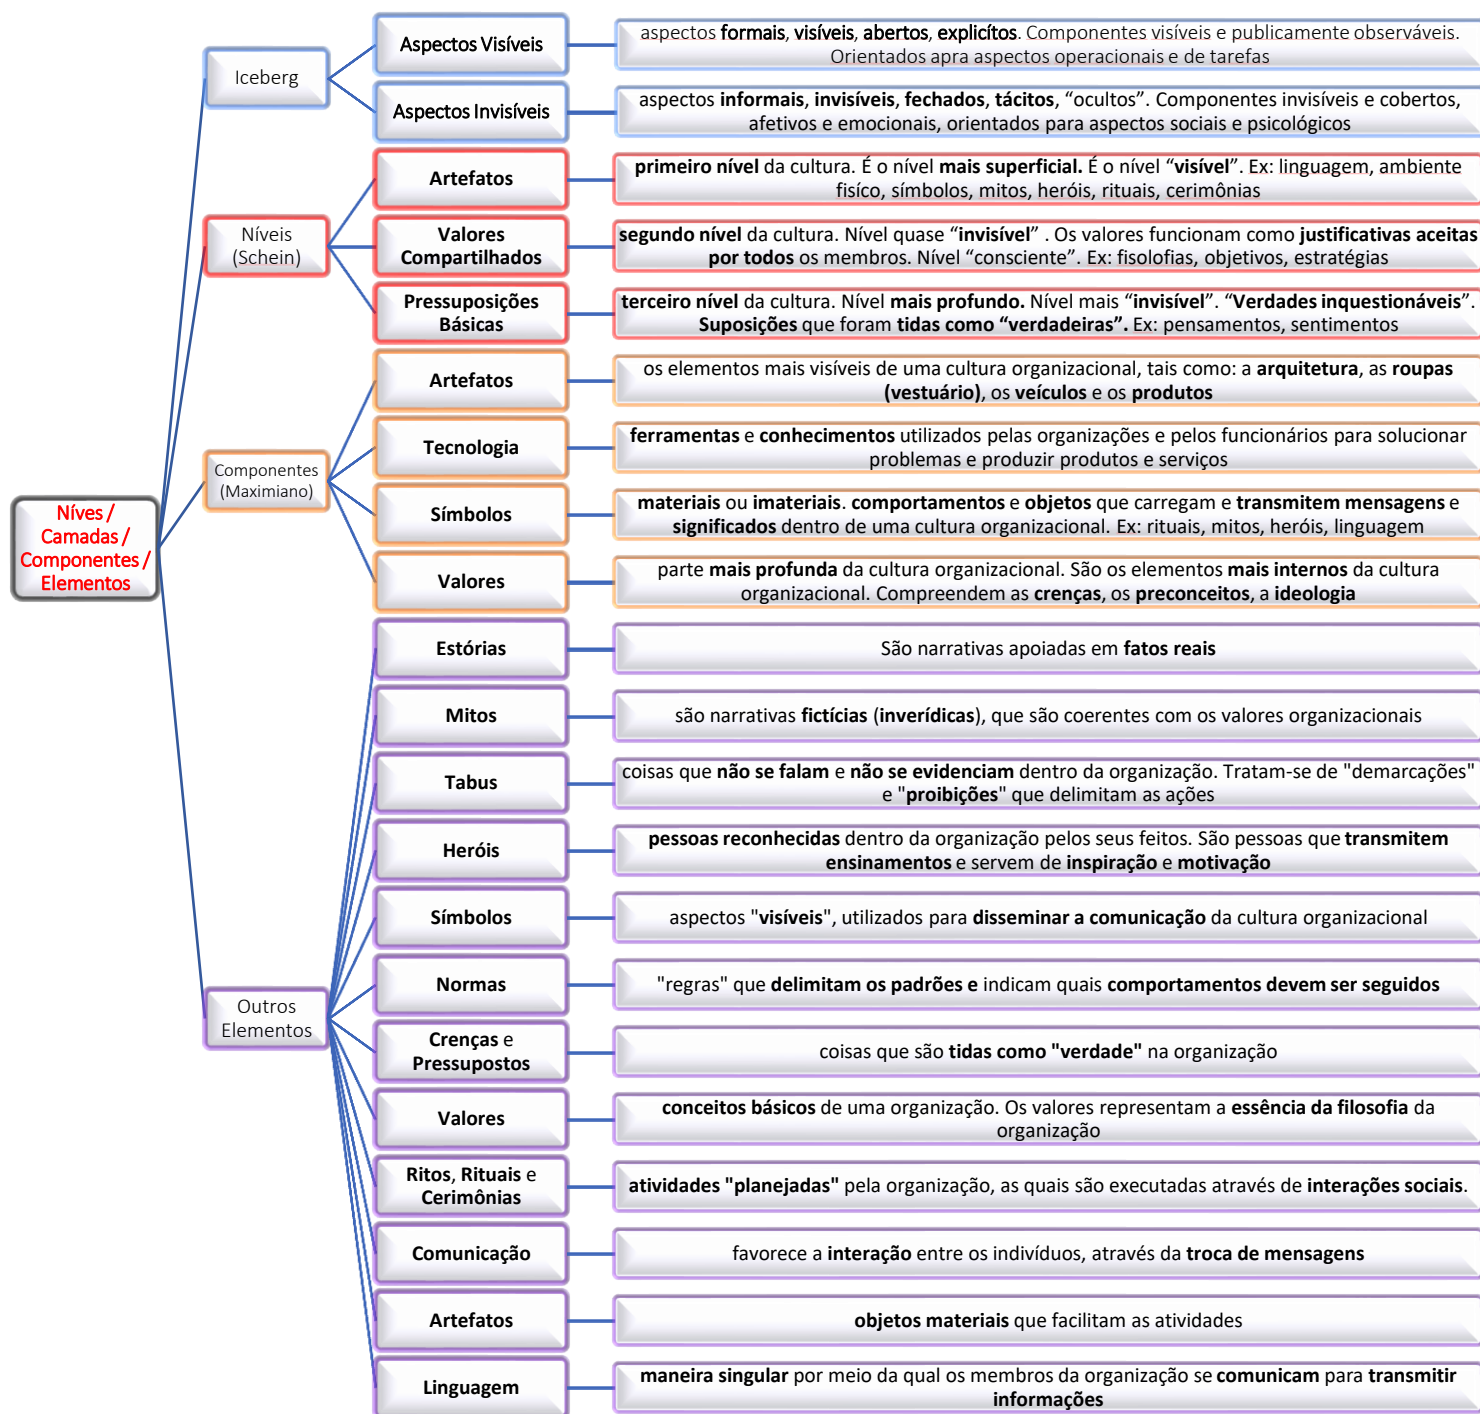 Níves /
Camadas /
Componentes /
Elementos
Iceberg
Aspectos Visíveis
aspectos formais, visíveis, abertos, explicítos. Componentes visíveis e publicamente observáveis.
Orientados apra aspectos operacionais e de tarefas
Aspectos Invisíveis
aspectos informais, invisíveis, fechados, tácitos, “ocultos”. Componentes invisíveis e cobertos,
afetivos e emocionais, orientados para aspectos sociais e psicológicos
Níveis
(Schein)
Artefatos
primeiro nível da cultura. É o nível mais superficial. É o nível “visível”. Ex: linguagem, ambiente
fisíco, símbolos, mitos, heróis, rituais, cerimônias
Valores
Compartilhados
segundo nível da cultura. Nível quase “invisível” . Os valores funcionam como justificativas aceitas
por todos os membros. Nível “consciente”. Ex: fisolofias, objetivos, estratégias
Pressuposições
Básicas
terceiro nível da cultura. Nível mais profundo. Nível mais “invisível”. “Verdades inquestionáveis”.
Suposições que foram tidas como “verdadeiras”. Ex: pensamentos, sentimentos
Componentes
(Maximiano)
Artefatos
os elementos mais visíveis de uma cultura organizacional, tais como: a arquitetura, as roupas
(vestuário), os veículos e os produtos
Tecnologia
ferramentas e conhecimentos utilizados pelas organizações e pelos funcionários para solucionar
problemas e produzir produtos e serviços
Símbolos
materiais ou imateriais. comportamentos e objetos que carregam e transmitem mensagens e
significados dentro de uma cultura organizacional. Ex: rituais, mitos, heróis, linguagem
Valores
parte mais profunda da cultura organizacional. São os elementos mais internos da cultura
organizacional. Compreendem as crenças, os preconceitos, a ideologia
Outros
Elementos
Estórias
São narrativas apoiadas em fatos reais
Mitos
são narrativas fictícias (inverídicas), que são coerentes com os valores organizacionais
Tabus
coisas que não se falam e não se evidenciam dentro da organização. Tratam-se de "demarcações"
e "proibições" que delimitam as ações
Heróis
pessoas reconhecidas dentro da organização pelos seus feitos. São pessoas que transmitem
ensinamentos e servem de inspiração e motivação
Símbolos
aspectos "visíveis", utilizados para disseminar a comunicação da cultura organizacional
Normas
"regras" que delimitam os padrões e indicam quais comportamentos devem ser seguidos
Crenças e
Pressupostos
coisas que são tidas como "verdade" na organização
Valores
conceitos básicos de uma organização. Os valores representam a essência da filosofia da
organização
Ritos, Rituais e
Cerimônias
atividades "planejadas" pela organização, as quais são executadas através de interações sociais.
Comunicação
favorece a interação entre os indivíduos, através da troca de mensagens
Artefatos
objetos materiais que facilitam as atividades
Linguagem
maneira singular por meio da qual os membros da organização se comunicam para transmitir
informações